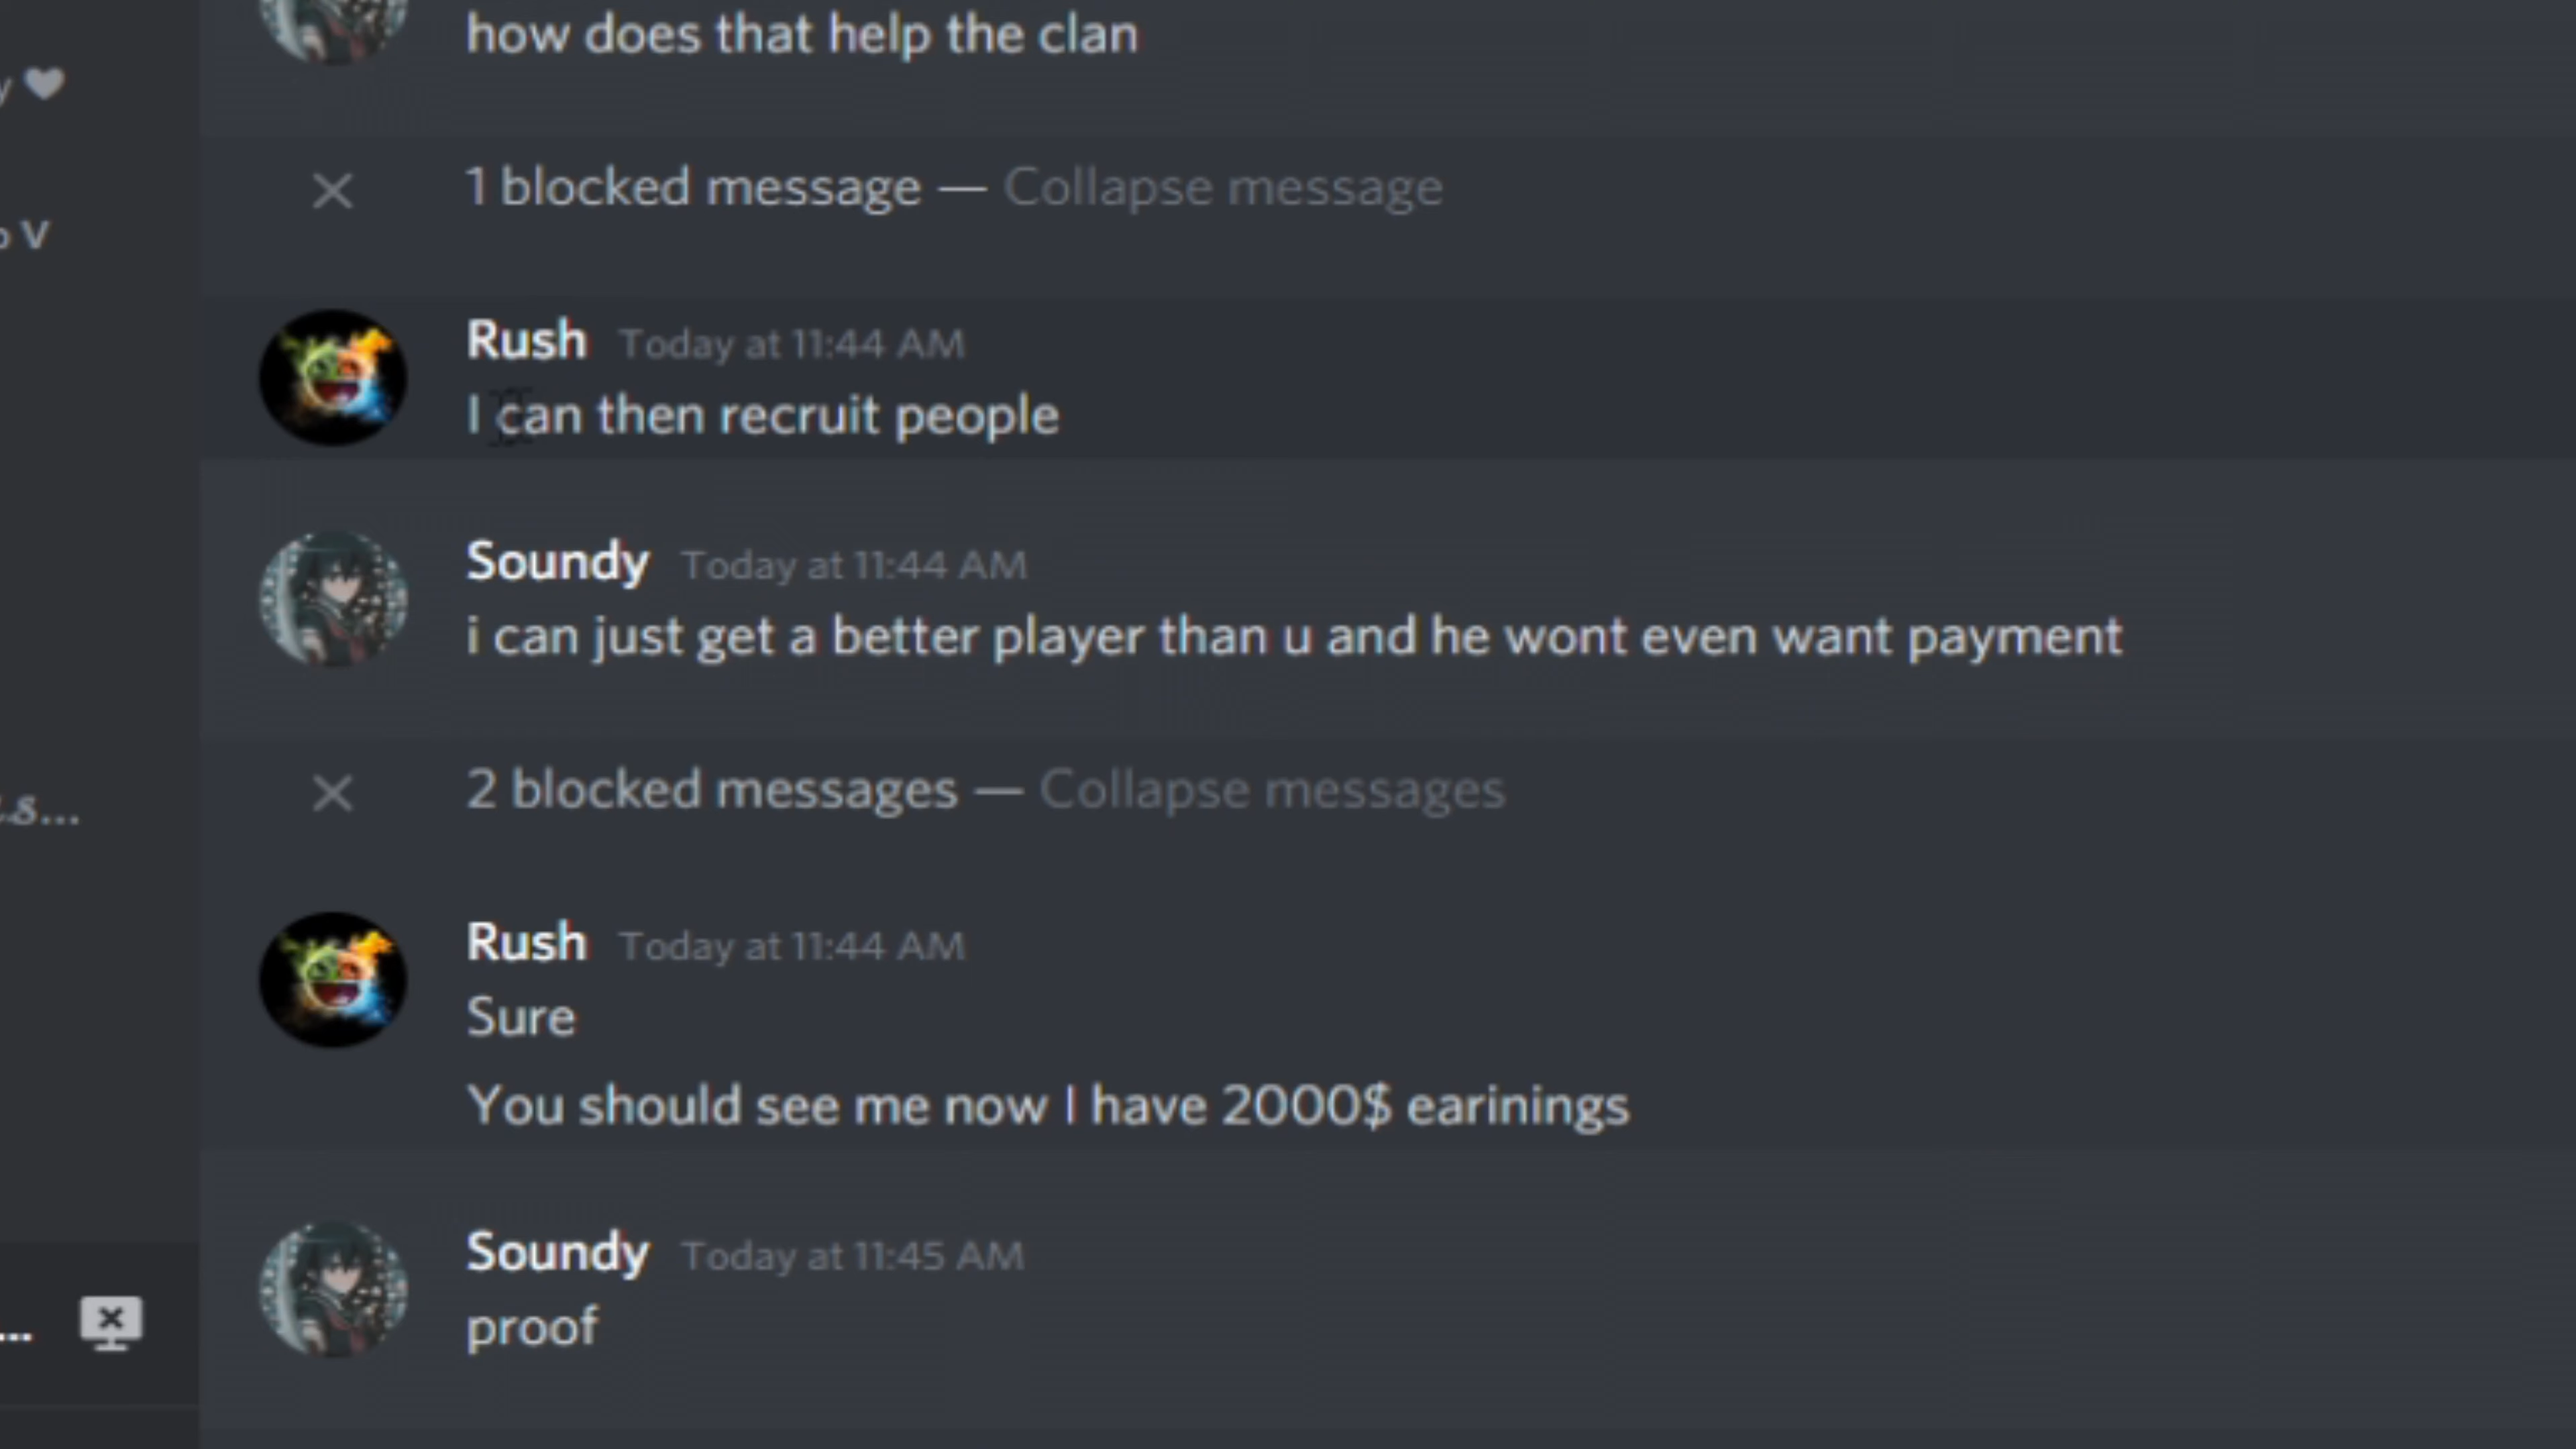 how does that help the clan
y
1 blocked message — Collapse message
V
Rush Today at 11:44 AM
I can then recruit people
Soundy Today at 11:44 AM
i can just get a better player than u and he wont even want payment
2 blocked messages — Collapse messages
s...
Rush Today at 11:44 AM
Sure
You should see me now I have 2000$ earinings
Soundy Today at 11:45 AM
...
proof